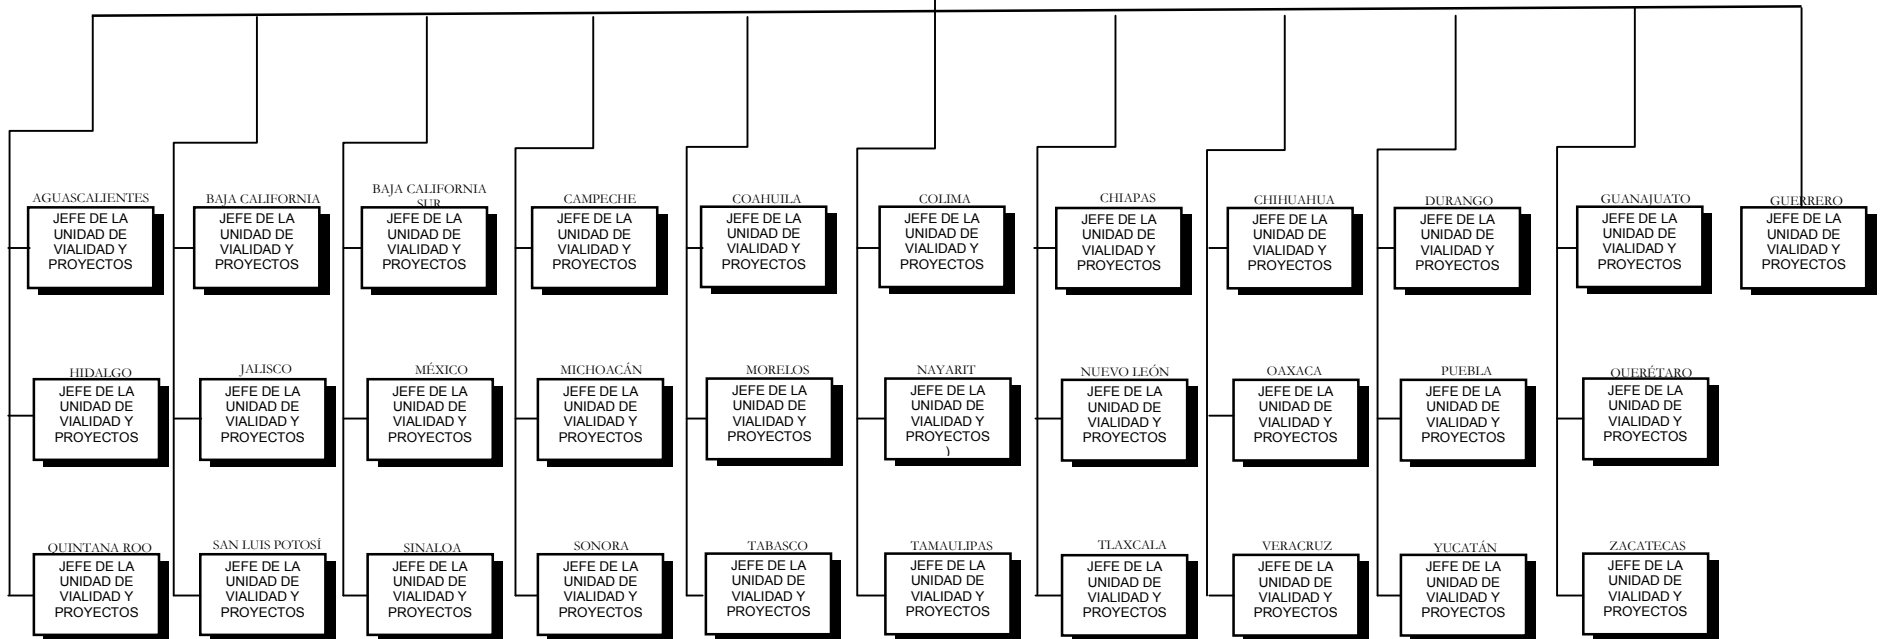 AGUASCALIENTES
JEFE DE LA
UNIDAD DE
VIALIDAD Y
PROYECTOS
BAJA CALIFORNIA
JEFE DE LA
UNIDAD DE
VIALIDAD Y
PROYECTOS
BAJA CALIFORNIA
SUR
JEFE DE LA
UNIDAD DE
VIALIDAD Y
PROYECTOS
CAMPECHE
JEFE DE LA
UNIDAD DE
VIALIDAD Y
PROYECTOS
COAHUILA
JEFE DE LA
UNIDAD DE
VIALIDAD Y
PROYECTOS
COLIMA
JEFE DE LA
UNIDAD DE
VIALIDAD Y
PROYECTOS
CHIAPAS
JEFE DE LA
UNIDAD DE
VIALIDAD Y
PROYECTOS
CHIHUAHUA
JEFE DE LA
UNIDAD DE
VIALIDAD Y
PROYECTOS
DURANGO
JEFE DE LA
UNIDAD DE
VIALIDAD Y
PROYECTOS
GUANAJUATO
JEFE DE LA
UNIDAD DE
VIALIDAD Y
PROYECTOS
GUERRERO
JEFE DE LA
UNIDAD DE
VIALIDAD Y
PROYECTOS
HIDALGO
JEFE DE LA
UNIDAD DE
VIALIDAD Y
PROYECTOS
JALISCO
JEFE DE LA
UNIDAD DE
VIALIDAD Y
PROYECTOS
MÉXICO
JEFE DE LA
UNIDAD DE
VIALIDAD Y
PROYECTOS
MICHOACÁN
JEFE DE LA
UNIDAD DE
VIALIDAD Y
PROYECTOS
MORELOS
JEFE DE LA
UNIDAD DE
VIALIDAD Y
PROYECTOS
NAYARIT
JEFE DE LA
UNIDAD DE
VIALIDAD Y
PROYECTOS
)
NUEVO LEÓN
JEFE DE LA
UNIDAD DE
VIALIDAD Y
PROYECTOS
OAXACA
JEFE DE LA
UNIDAD DE
VIALIDAD Y
PROYECTOS
PUEBLA
JEFE DE LA
UNIDAD DE
VIALIDAD Y
PROYECTOS
QUERÉTARO
JEFE DE LA
UNIDAD DE
VIALIDAD Y
PROYECTOS
QUINTANA ROO
JEFE DE LA
UNIDAD DE
VIALIDAD Y
PROYECTOS
SAN LUIS POTOSÍ
JEFE DE LA
UNIDAD DE
VIALIDAD Y
PROYECTOS
SINALOA
JEFE DE LA
UNIDAD DE
VIALIDAD Y
PROYECTOS
SONORA
JEFE DE LA
UNIDAD DE
VIALIDAD Y
PROYECTOS
TABASCO
JEFE DE LA
UNIDAD DE
VIALIDAD Y
PROYECTOS
TAMAULIPAS
JEFE DE LA
UNIDAD DE
VIALIDAD Y
PROYECTOS
TLAXCALA
JEFE DE LA
UNIDAD DE
VIALIDAD Y
PROYECTOS
VERACRUZ
JEFE DE LA
UNIDAD DE
VIALIDAD Y
PROYECTOS
YUCATÁN
JEFE DE LA
UNIDAD DE
VIALIDAD Y
PROYECTOS
ZACATECAS
JEFE DE LA
UNIDAD DE
VIALIDAD Y
PROYECTOS